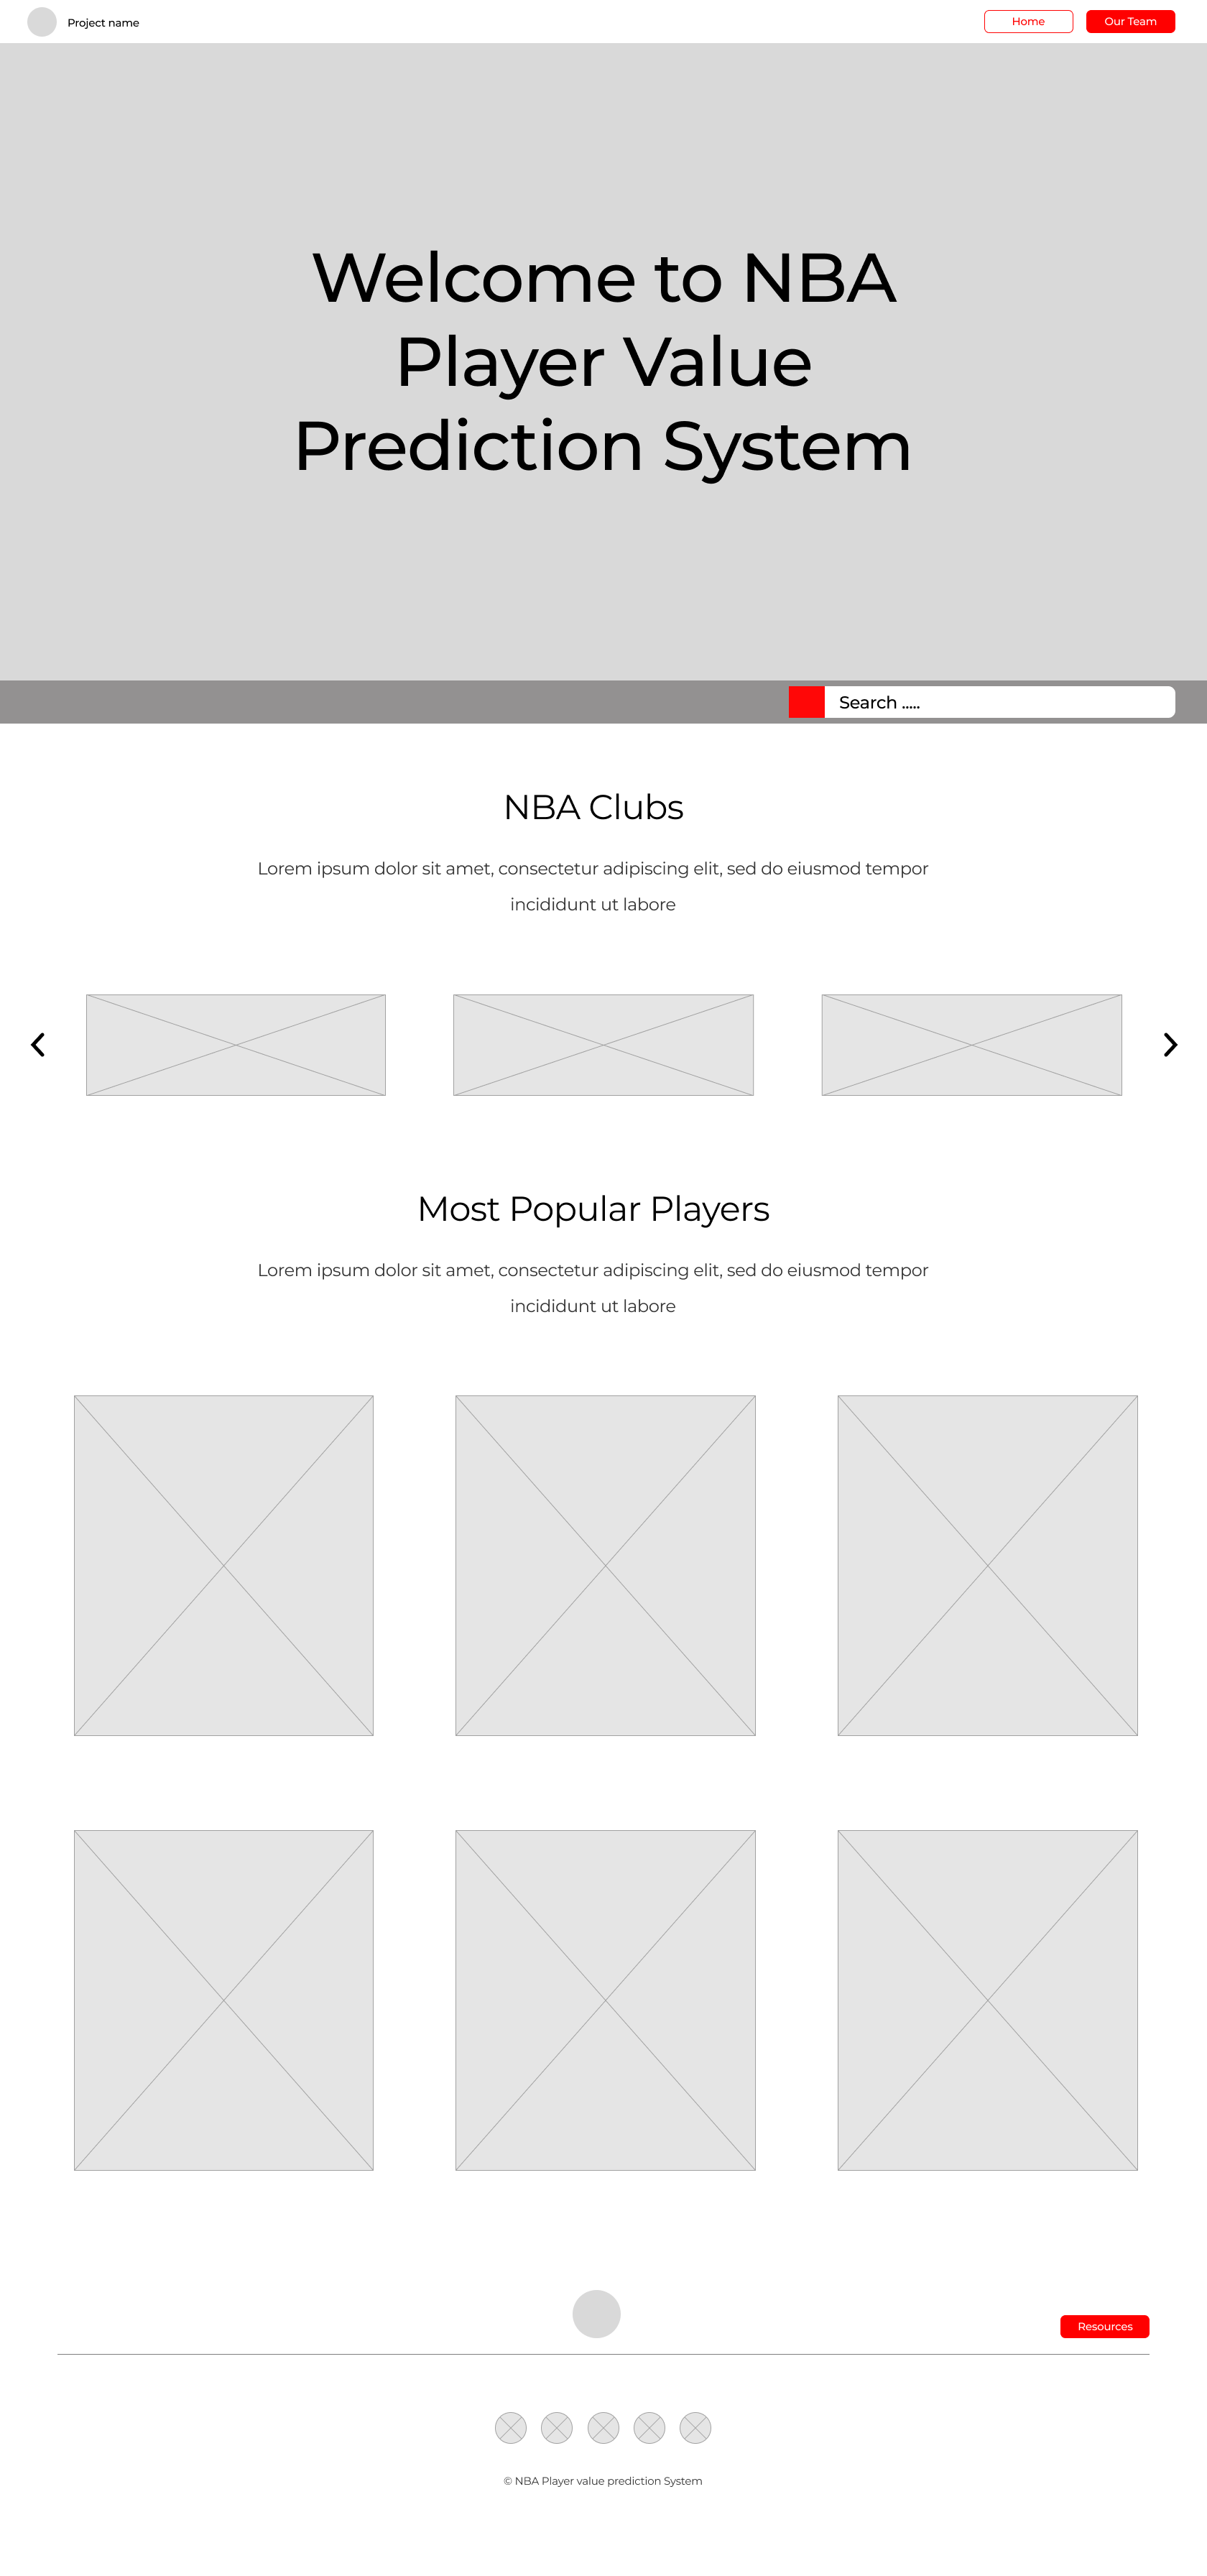 Project name
Home
Our Team
Welcome to NBA
Player Value
Prediction System
Search .....
NBA Clubs
Lorem ipsum dolor sit amet, consectetur adipiscing elit, sed do eiusmod tempor
incididunt ut labore
Most Popular Players
Lorem ipsum dolor sit amet, consectetur adipiscing elit, sed do eiusmod tempor
incididunt ut labore
Resources
© NBA Player value prediction System